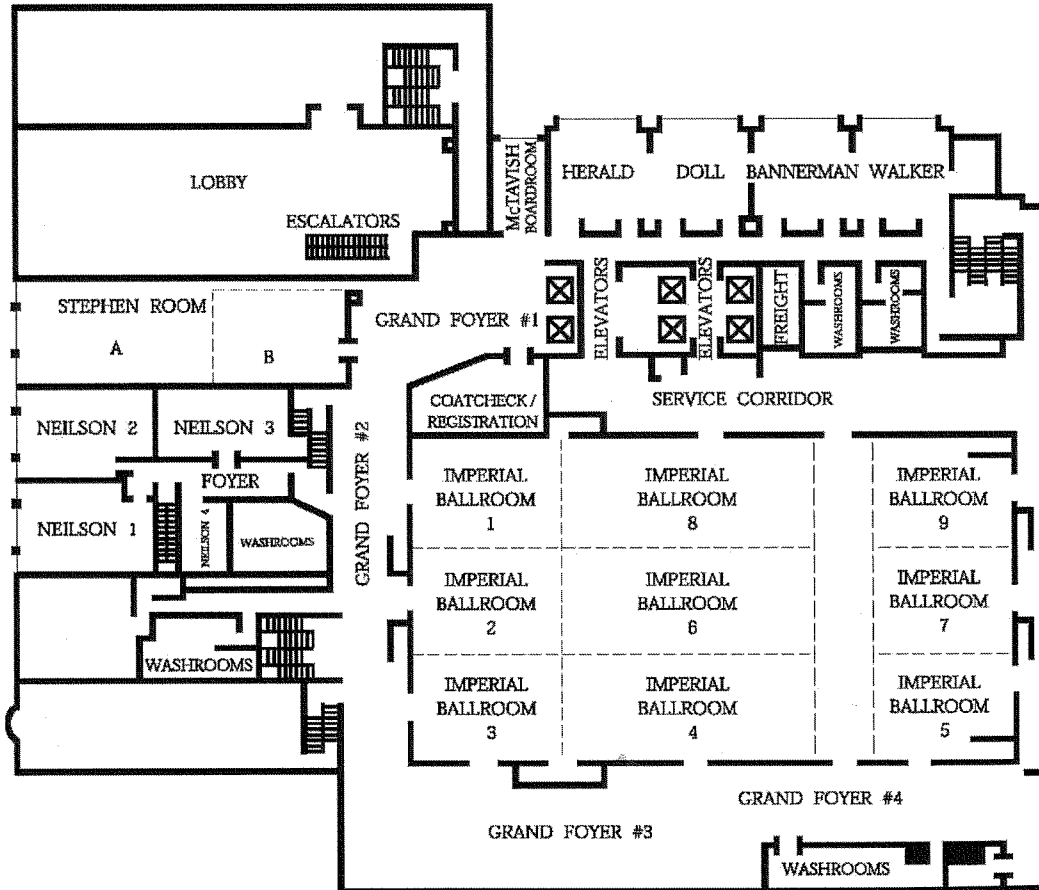 LOBBY
ESCALATORS
McTAVISH
BOARDROOM
HERALD
DOLL
BANNERMAN
WALKER
STEPHEN ROOM
A
B
GRAND FOYER #1
ELEVATORS
ELEVATORS
FREIGHT
WASHROOMS
WASHROOMS
COATCHECK/
REGISTRATION
SERVICE CORRIDOR
NEILSON 2
NEILSON 3
FOYER
NEILSON 1
NEILSON 4
WASHROOMS
GRAND FOYER #2
IMPERIAL
BALLROOM
1
IMPERIAL
BALLROOM
8
IMPERIAL
BALLROOM
9
IMPERIAL
BALLROOM
2
IMPERIAL
BALLROOM
6
IMPERIAL
BALLROOM
7
WASHROOMS
IMPERIAL
BALLROOM
3
IMPERIAL
BALLROOM
4
IMPERIAL
BALLROOM
5
GRAND FOYER #4
GRAND FOYER #3
WASHROOMS